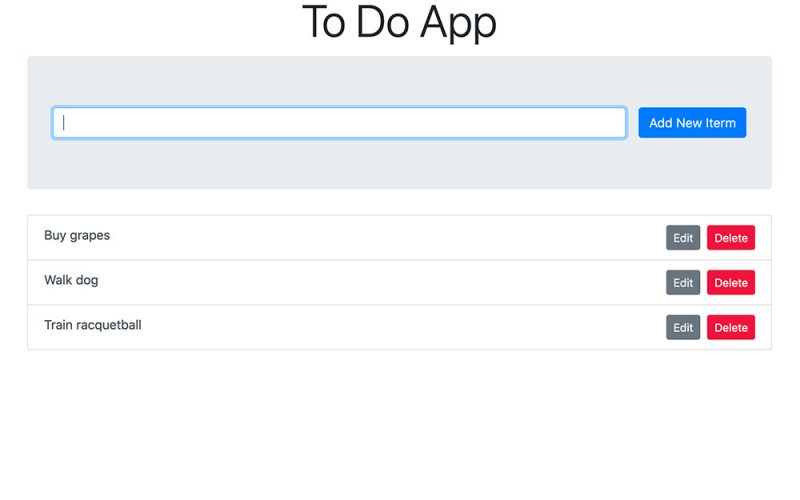 To Do App
Add New Iterm
Buy grapes Edit Delete
Walk dog Edit Delete
Train racquetball Edit Delete